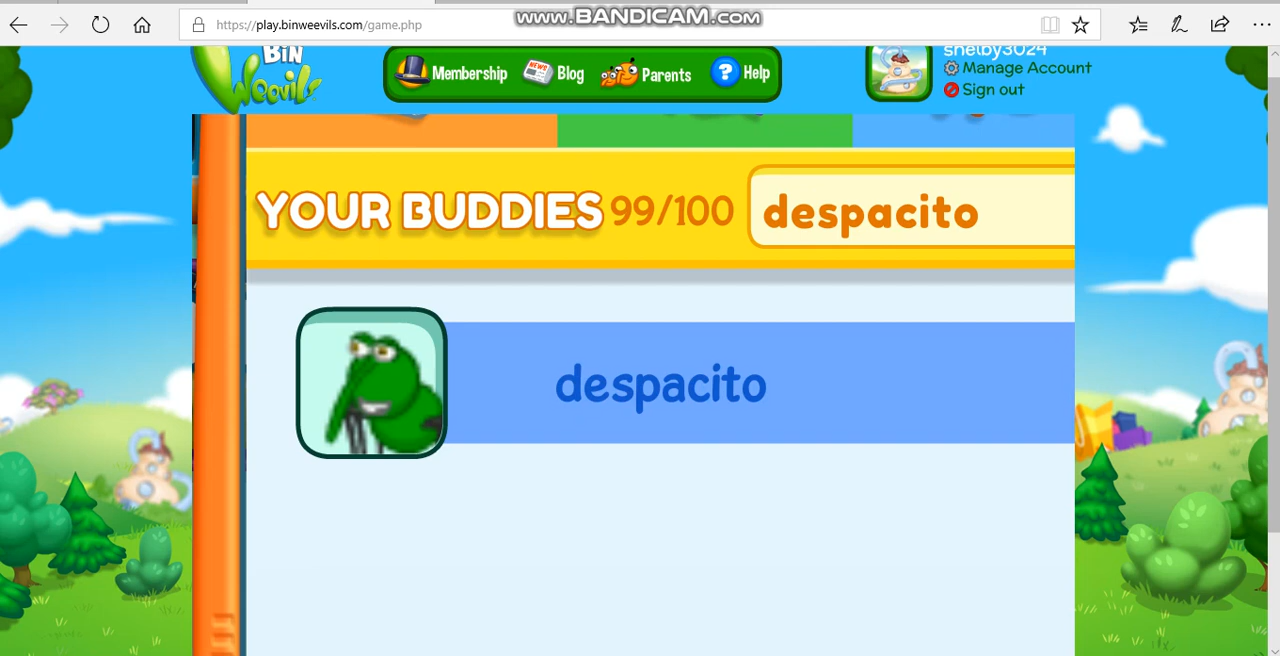 www.BANDICAM.com
https://play.binweevils.com/game.php
BiN
Weevils
Membership
NEWS
Blog
Parents
?
Help
shelby3024
Manage Account
Sign out
YOUR BUDDIES 99/100
despacito
despacito